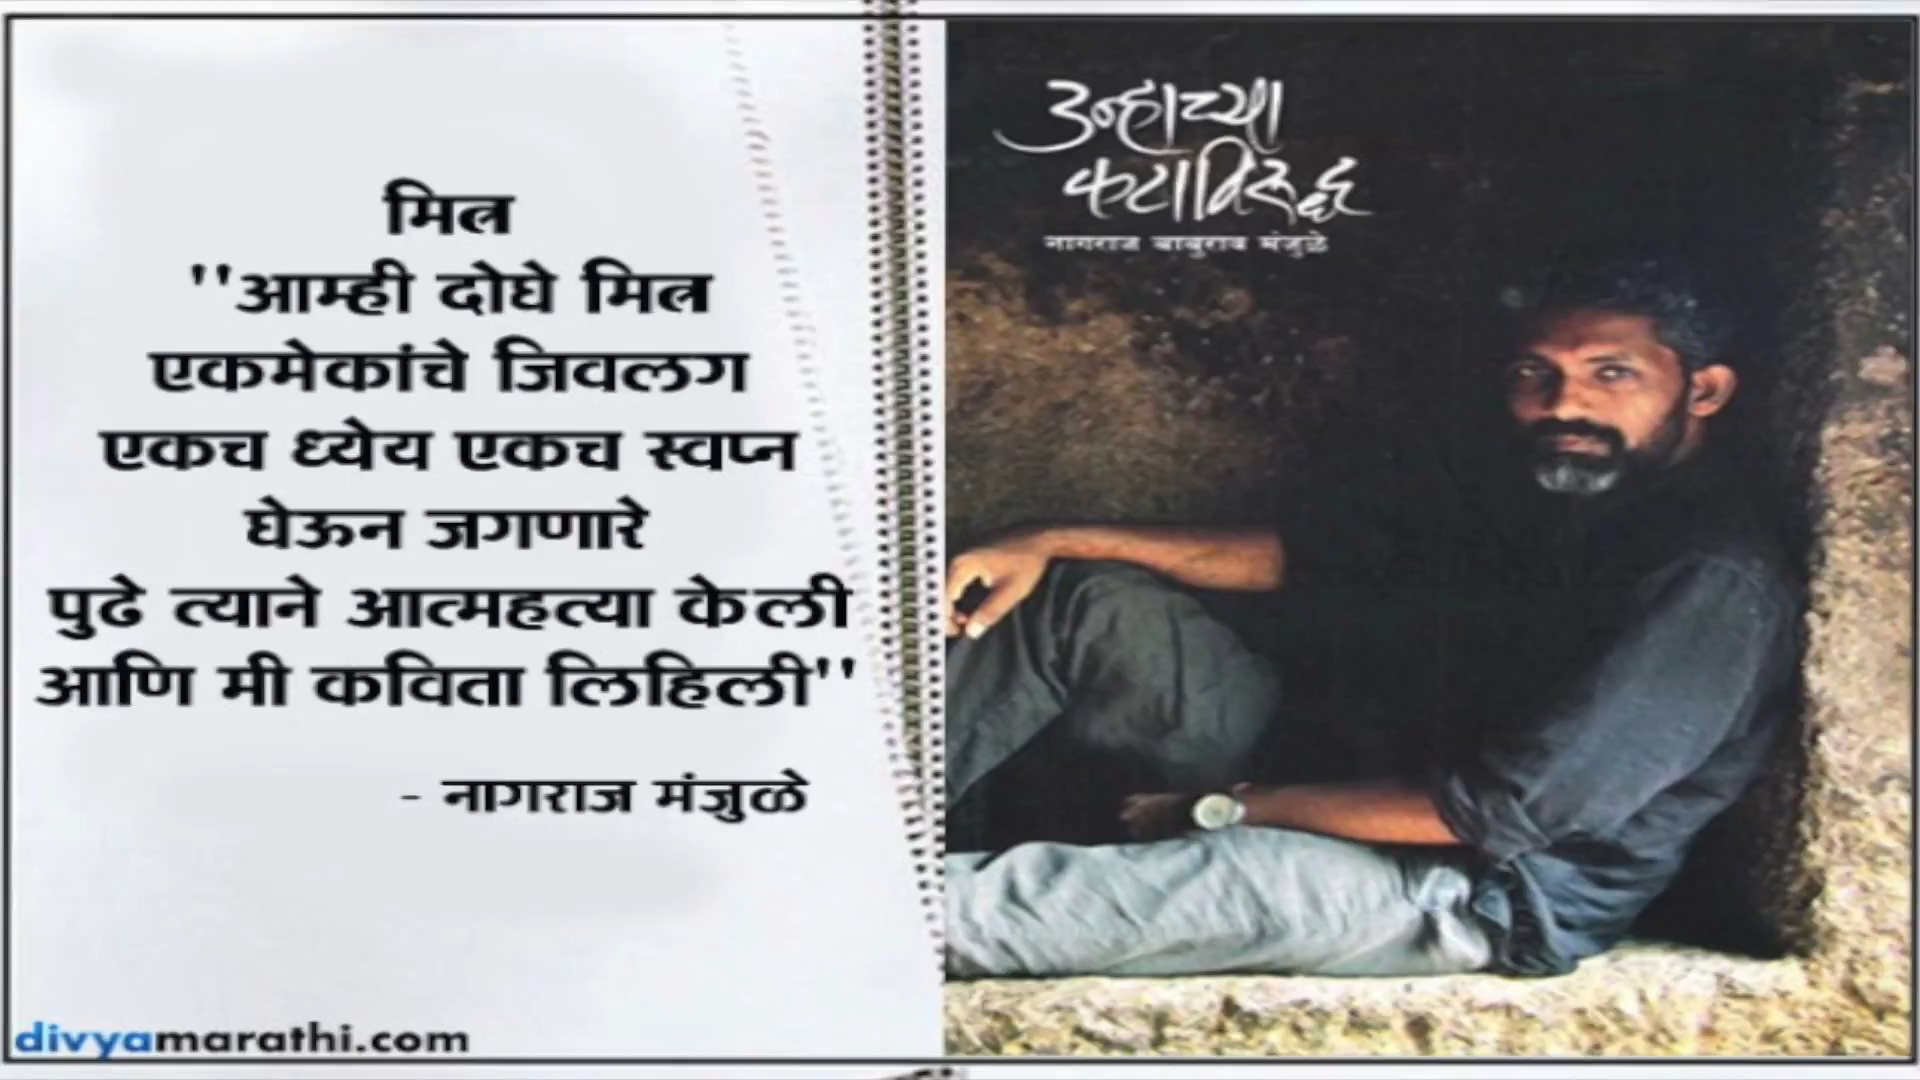 मित्र
"आम्ही दोघे मित्र
एकमेकांचे जिवलग
एकच ध्येय एकच स्वप्न
घेऊन जगणारे
पुढे त्याने आत्महत्या केली
आणि मी कविता लिहिली"
- नागराज मंजुळे
divyamarathi.com
उन्हाच्या
कटाविरुद्ध
नागराज बाबुराव मंजुळे